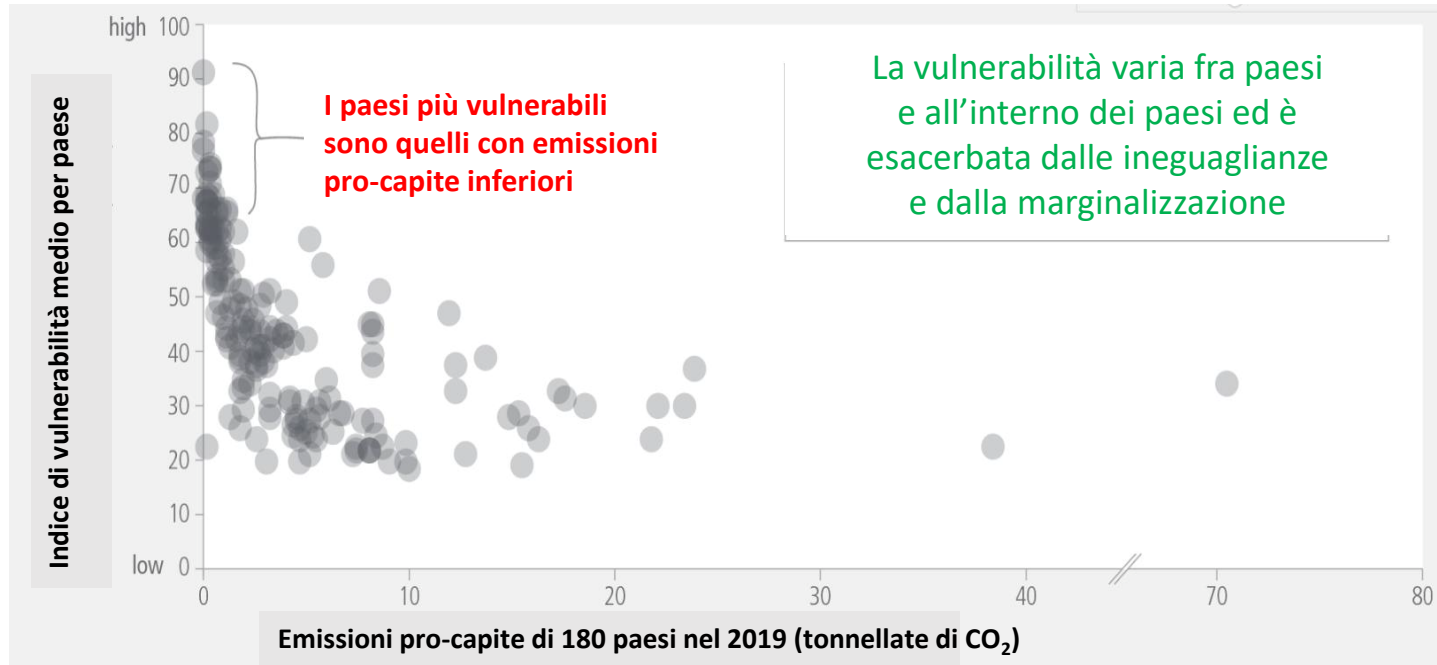 high 100
90
80
70
60
50
40
30
20
10
low 0
Indice di vulnerabilità medio per paese
I paesi più vulnerabili
sono quelli con emissioni
pro-capite inferiori
La vulnerabilità varia fra paesi
e all’interno dei paesi ed è
esacerbata dalle ineguaglianze
e dalla marginalizzazione
0 10 20 30 40 70 80
Emissioni pro-capite di 180 paesi nel 2019 (tonnellate di CO₂)